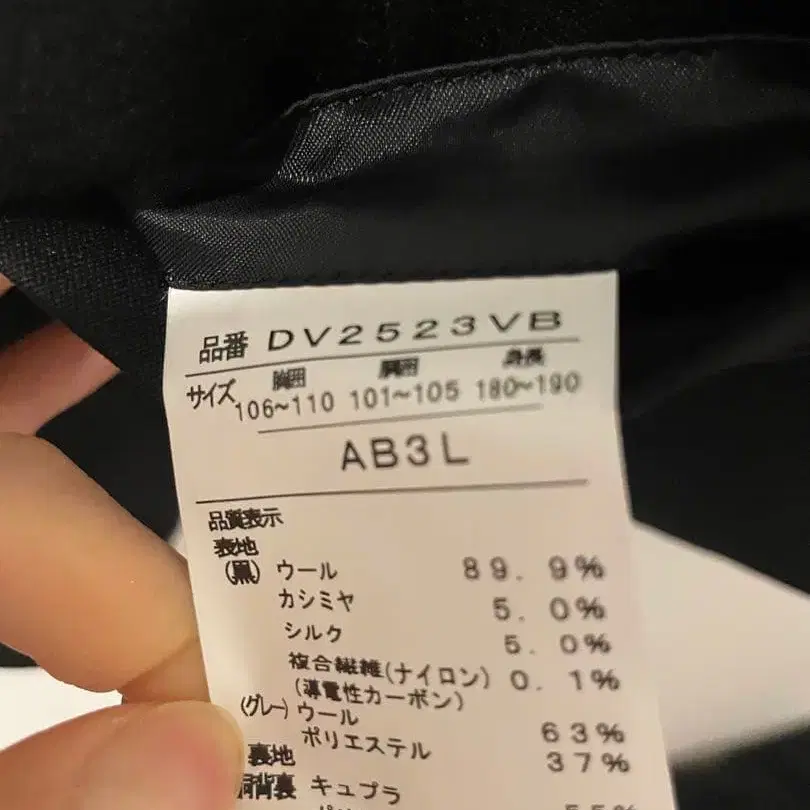 品番 DV2523VB
胸囲 胴囲 身長
サイズ 106~110 101~105 180~190
AB3L
品質表示
表地
(黒) ウール 89.9%
カシミヤ 5.0%
シルク 5.0%
複合繊維(ナイロン) 0.1%
(導電性カーボン)
(グレー) ウール 63%
ポリエステル 37%
裏地
胴背裏 キュプラ 55%